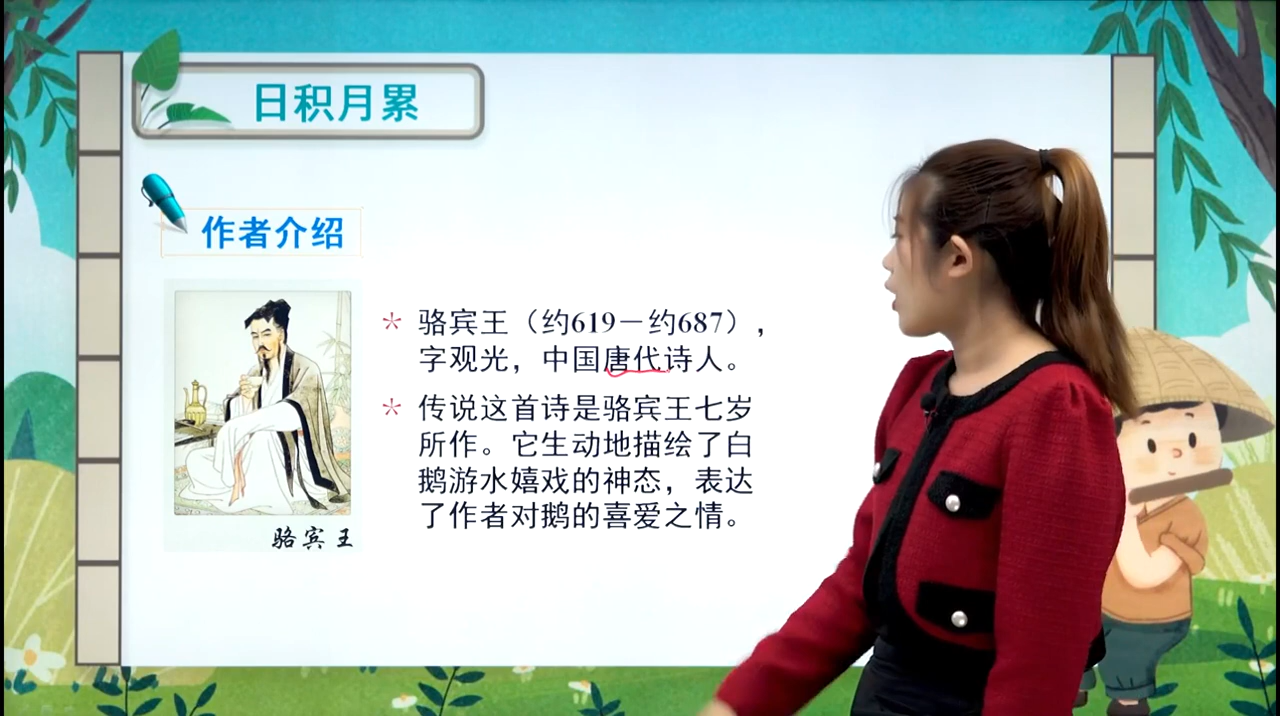 日积月累
作者介绍
骆宾王（约619－约687），
字观光，中国唐代诗人。
传说这首诗是骆宾王七岁
所作。它生动地描绘了白
鹅游水嬉戏的神态，表达
了作者对鹅的喜爱之情。
骆宾王